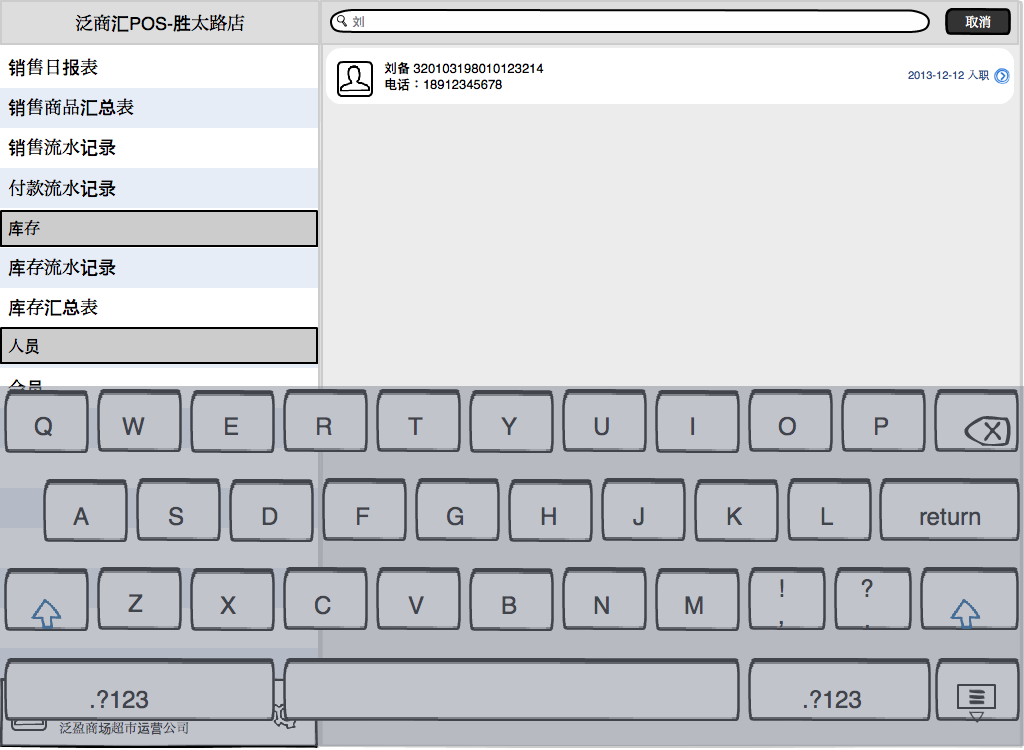 泛商汇POS-胜太路店
刘
取消
销售日报表
销售商品汇总表
销售流水记录
付款流水记录
库存
库存流水记录
库存汇总表
人员
会员
刘备 320103198010123214
电话：18912345678
2013-12-12 入职
Q W E R T Y U I O P
A S D F G H J K L return
Z X C V B N M ! , ? .
.?123 .?123
泛盈商场超市运营公司